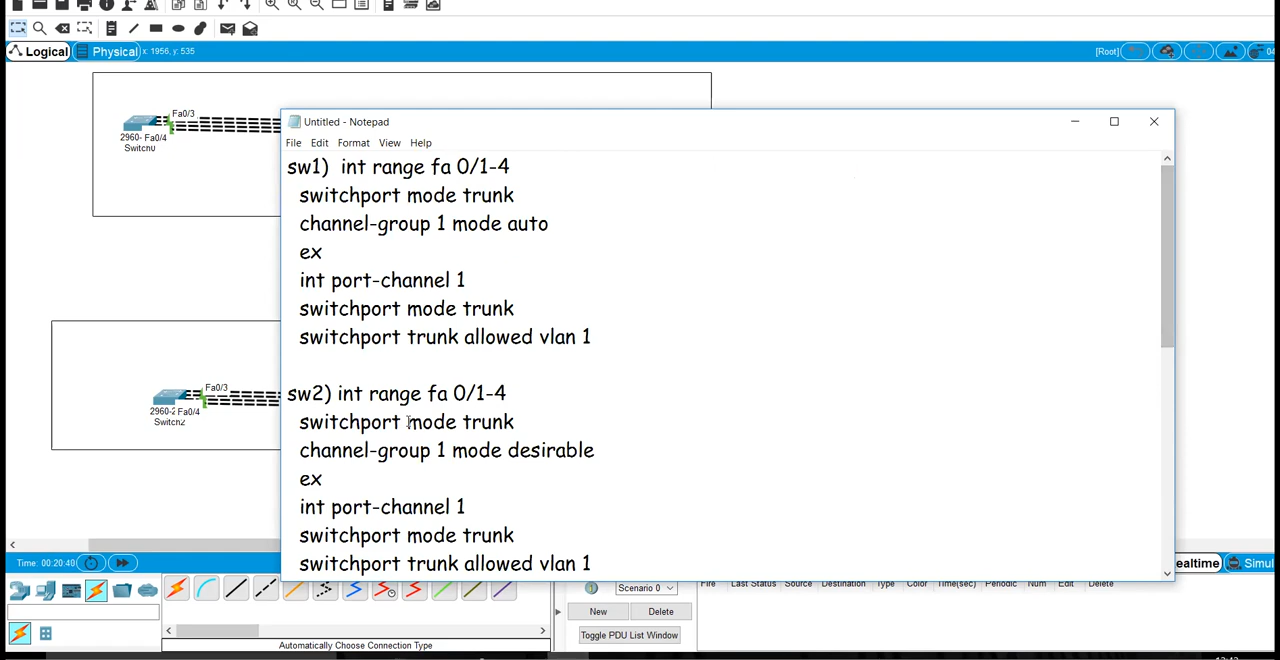 Logical
Physical
x: 1956, y: 535
[Root]
Fa0/3
2960- Fa0/4
Untitled - Notepad
File Edit Format View Help
sw1) int range fa 0/1-4
switchport mode trunk
channel-group 1 mode auto
ex
int port-channel 1
switchport mode trunk
switchport trunk allowed vlan 1
sw2) int range fa 0/1-4
switchport mode trunk
channel-group 1 mode desirable
ex
int port-channel 1
switchport mode trunk
switchport trunk allowed vlan 1
Fa0/3
2960-2 Fa0/4
Switch2
Time: 00:20:40
ealtime
Simul
Scenario 0
Fire Last Status Source Destination Type Color Time(sec) Periodic Num Edit Delete
New
Delete
Toggle PDU List Window
Automatically Choose Connection Type